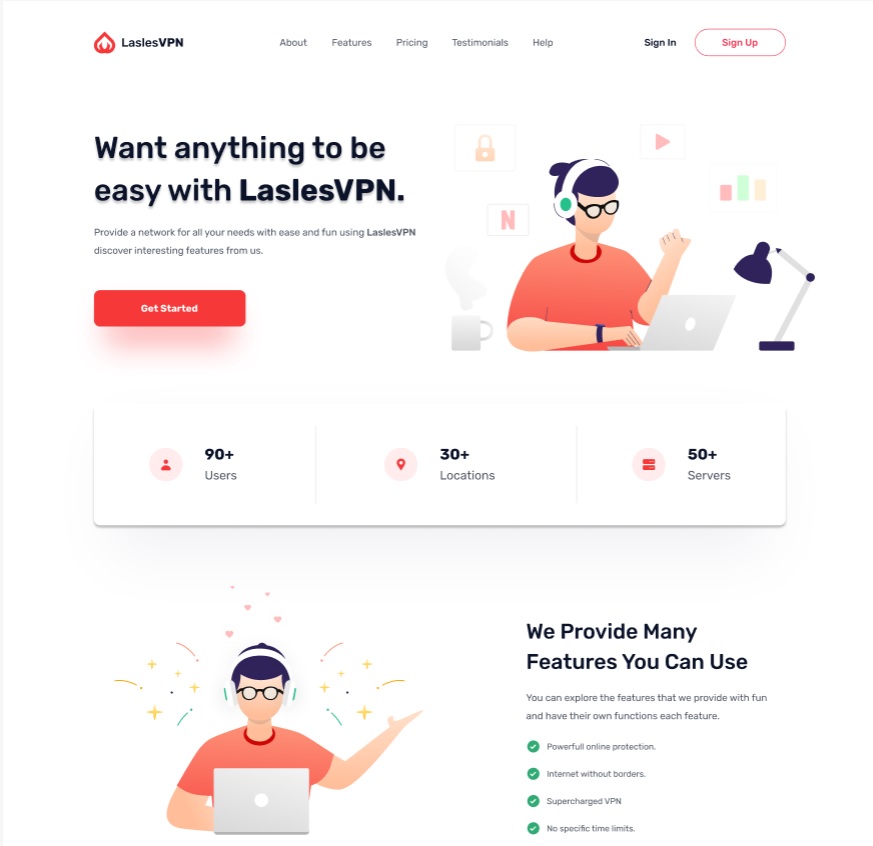 LaslesVPN
About
Features
Pricing
Testimonials
Help
Sign In
Sign Up
Want anything to be
easy with LaslesVPN.
Provide a network for all your needs with ease and fun using LaslesVPN
discover interesting features from us.
Get Started
N
90+
Users
30+
Locations
50+
Servers
We Provide Many
Features You Can Use
You can explore the features that we provide with fun
and have their own functions each feature.
Powerfull online protection.
Internet without borders.
Supercharged VPN
No specific time limits.